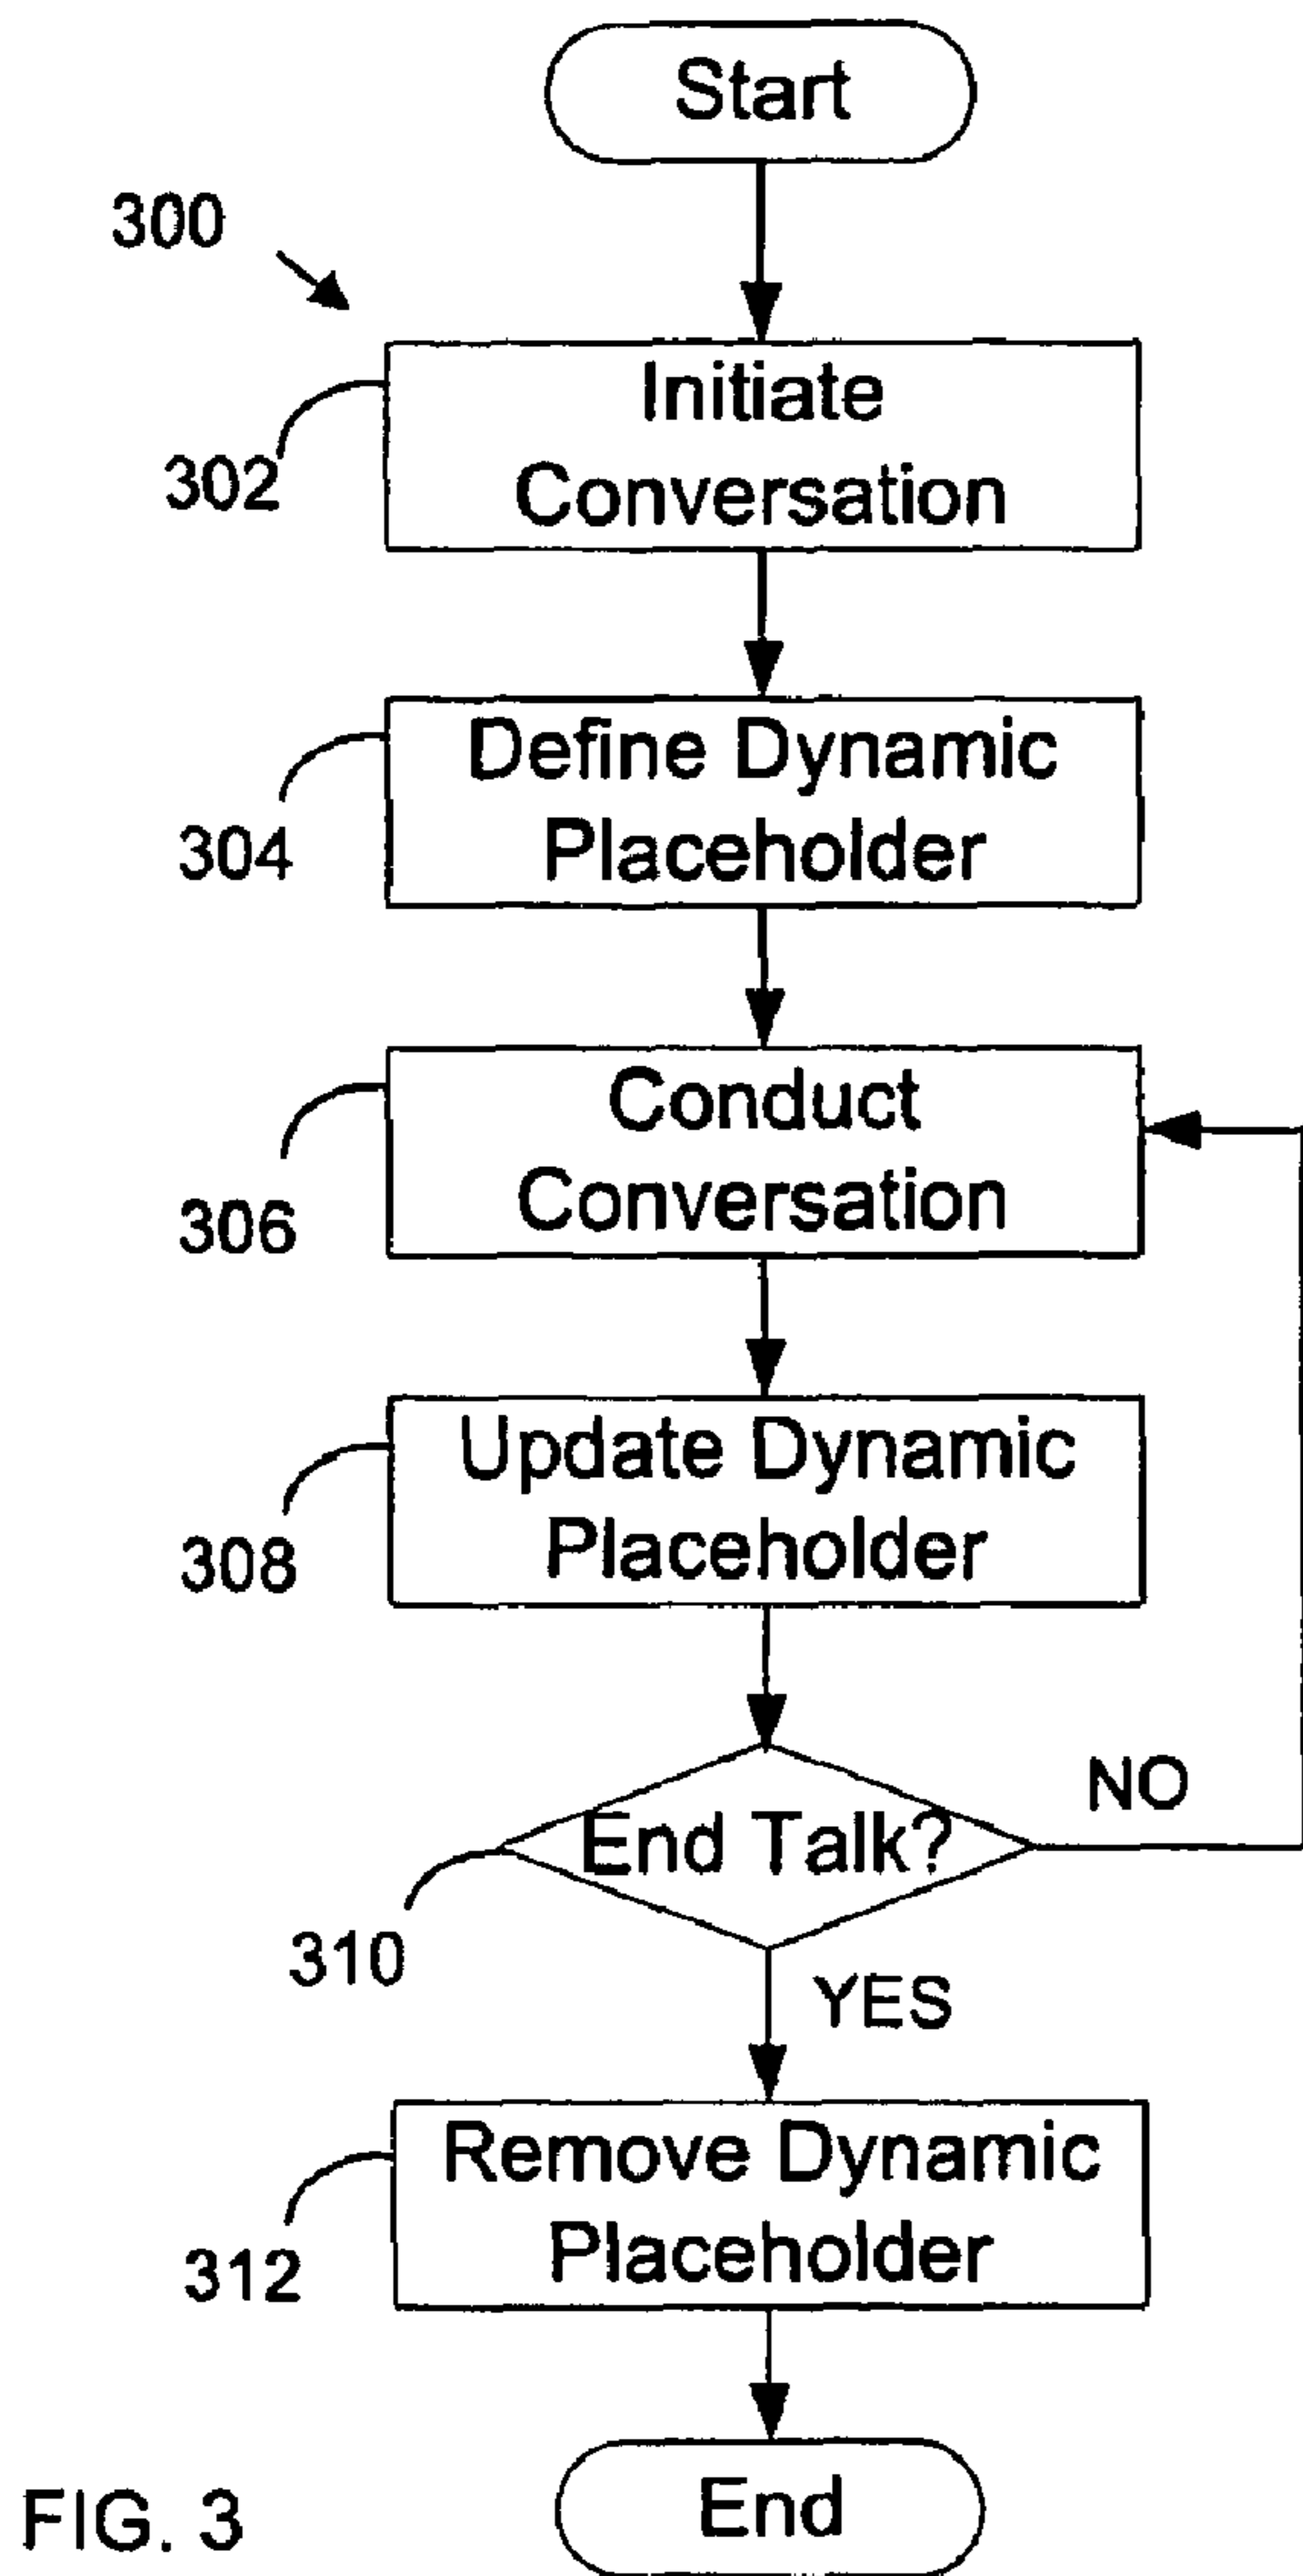 Start
300
Initiate
Conversation
302
Define Dynamic
Placeholder
304
Conduct
Conversation
306
Update Dynamic
Placeholder
308
End Talk?
NO
310
YES
Remove Dynamic
Placeholder
312
End
FIG. 3